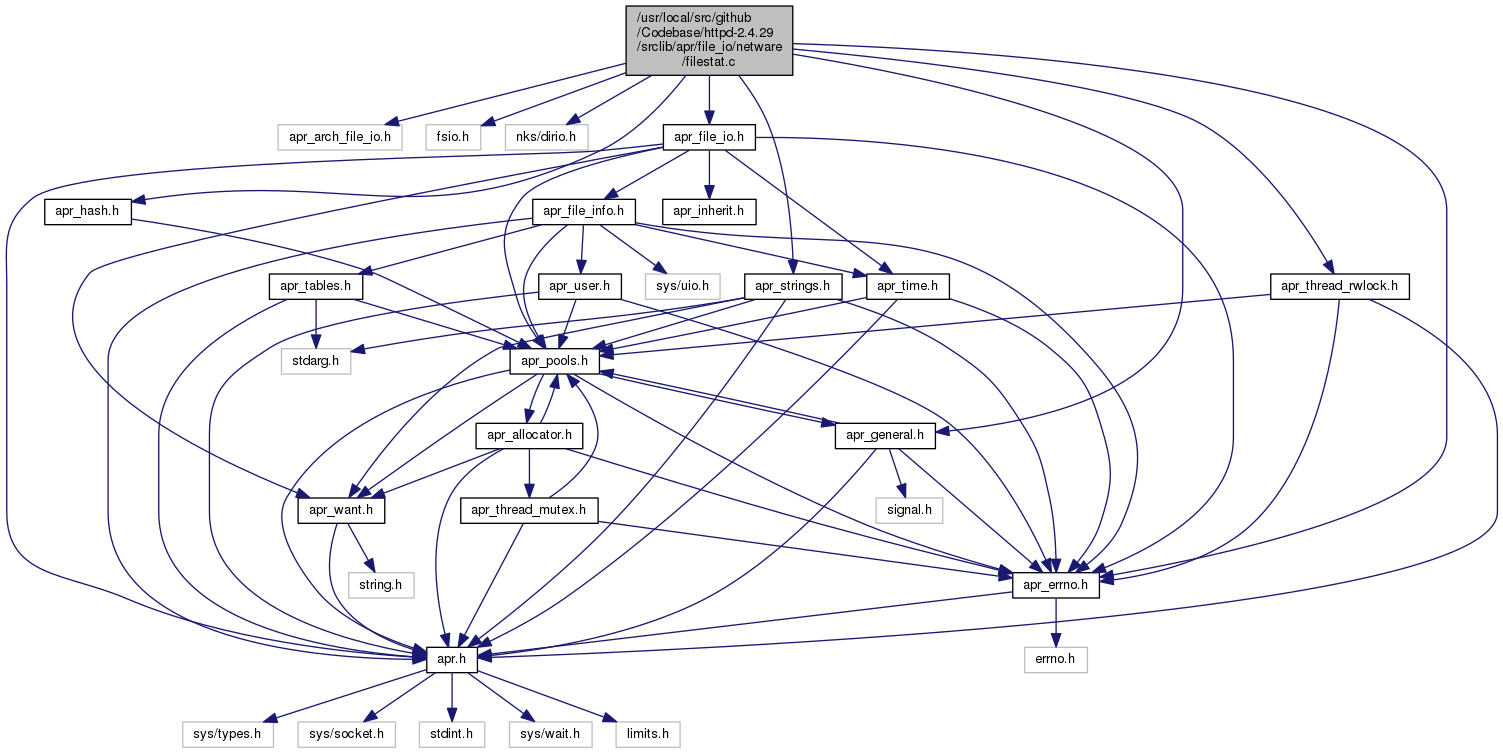 /usr/local/src/github
/Codebase/httpd-2.4.29
/srclib/apr/file_io/netware
/filestat.c
apr_arch_file_io.h
fsio.h
nks/dirio.h
apr_file_io.h
apr_hash.h
apr_file_info.h
apr_inherit.h
apr_tables.h
apr_user.h
sys/uio.h
apr_strings.h
apr_time.h
apr_thread_rwlock.h
stdarg.h
apr_pools.h
apr_allocator.h
apr_general.h
apr_want.h
apr_thread_mutex.h
signal.h
string.h
apr_errno.h
apr.h
errno.h
sys/types.h
sys/socket.h
stdint.h
sys/wait.h
limits.h